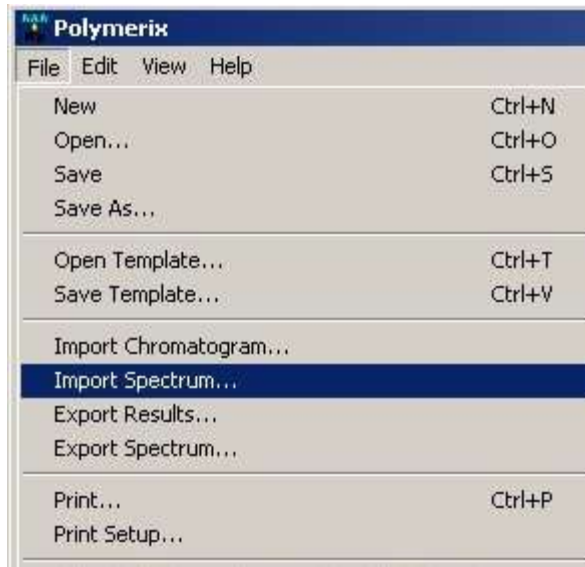 Polymerix
File Edit View Help
New Ctrl+N
Open... Ctrl+O
Save Ctrl+S
Save As...
Open Template... Ctrl+T
Save Template... Ctrl+V
Import Chromatogram...
Import Spectrum...
Export Results...
Export Spectrum...
Print... Ctrl+P
Print Setup...